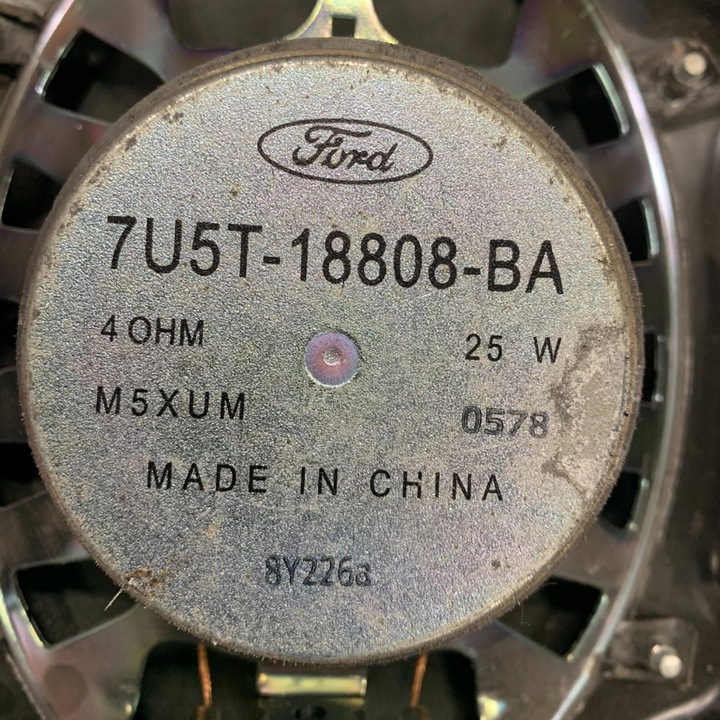 Ford
7U5T-18808-BA
4 OHM 25 W
M5XUM 0578
MADE IN CHINA
8Y226a